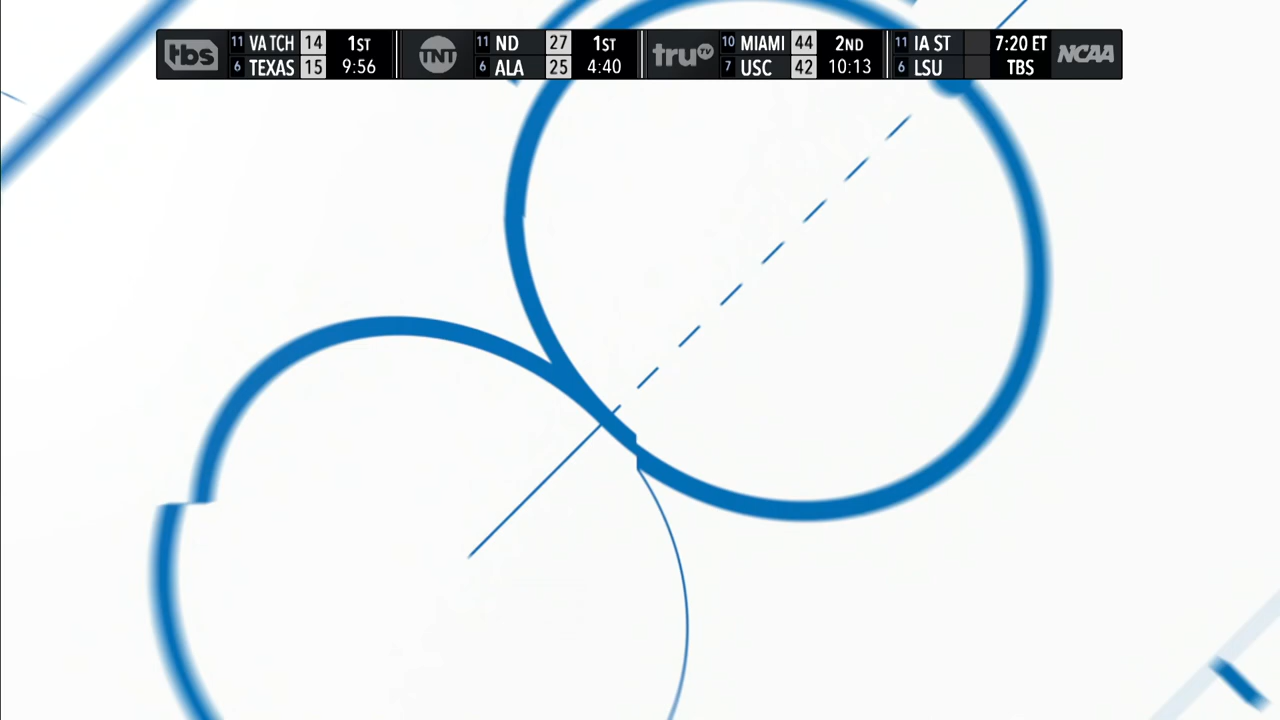 tbs 11 VA TCH 14 1ST
6 TEXAS 15 9:56
TNT 11 ND 27 1ST
6 ALA 25 4:40
truTV 10 MIAMI 44 2ND
7 USC 42 10:13
11 IA ST 7:20 ET
6 LSU TBS
NCAA